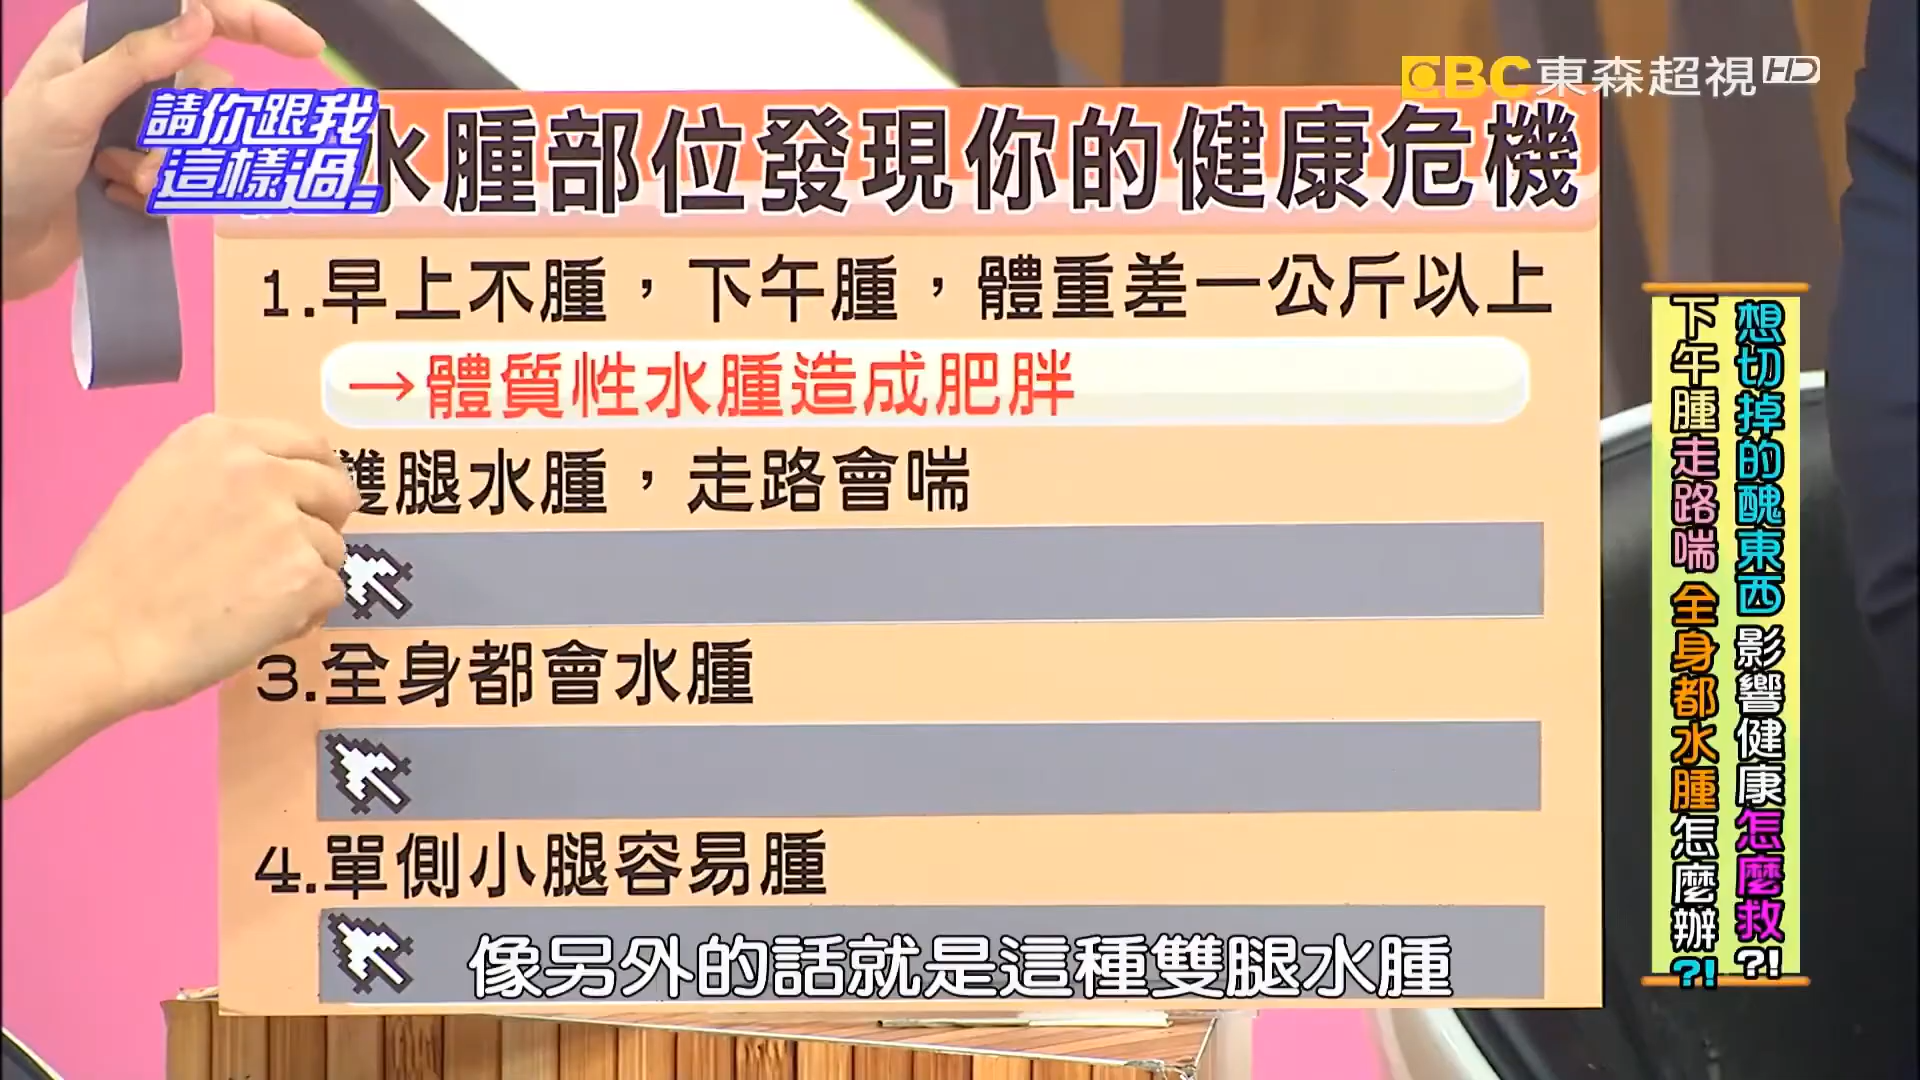 EBC東森超視HD
請你跟我
這樣過
水腫部位發現你的健康危機
1.早上不腫，下午腫，體重差一公斤以上
→體質性水腫造成肥胖
雙腿水腫，走路會喘
3.全身都會水腫
4.單側小腿容易腫
想切掉的醜東西 影響健康怎麼救?!
下午腫走路喘 全身都水腫怎麼辦?!
像另外的話就是這種雙腿水腫